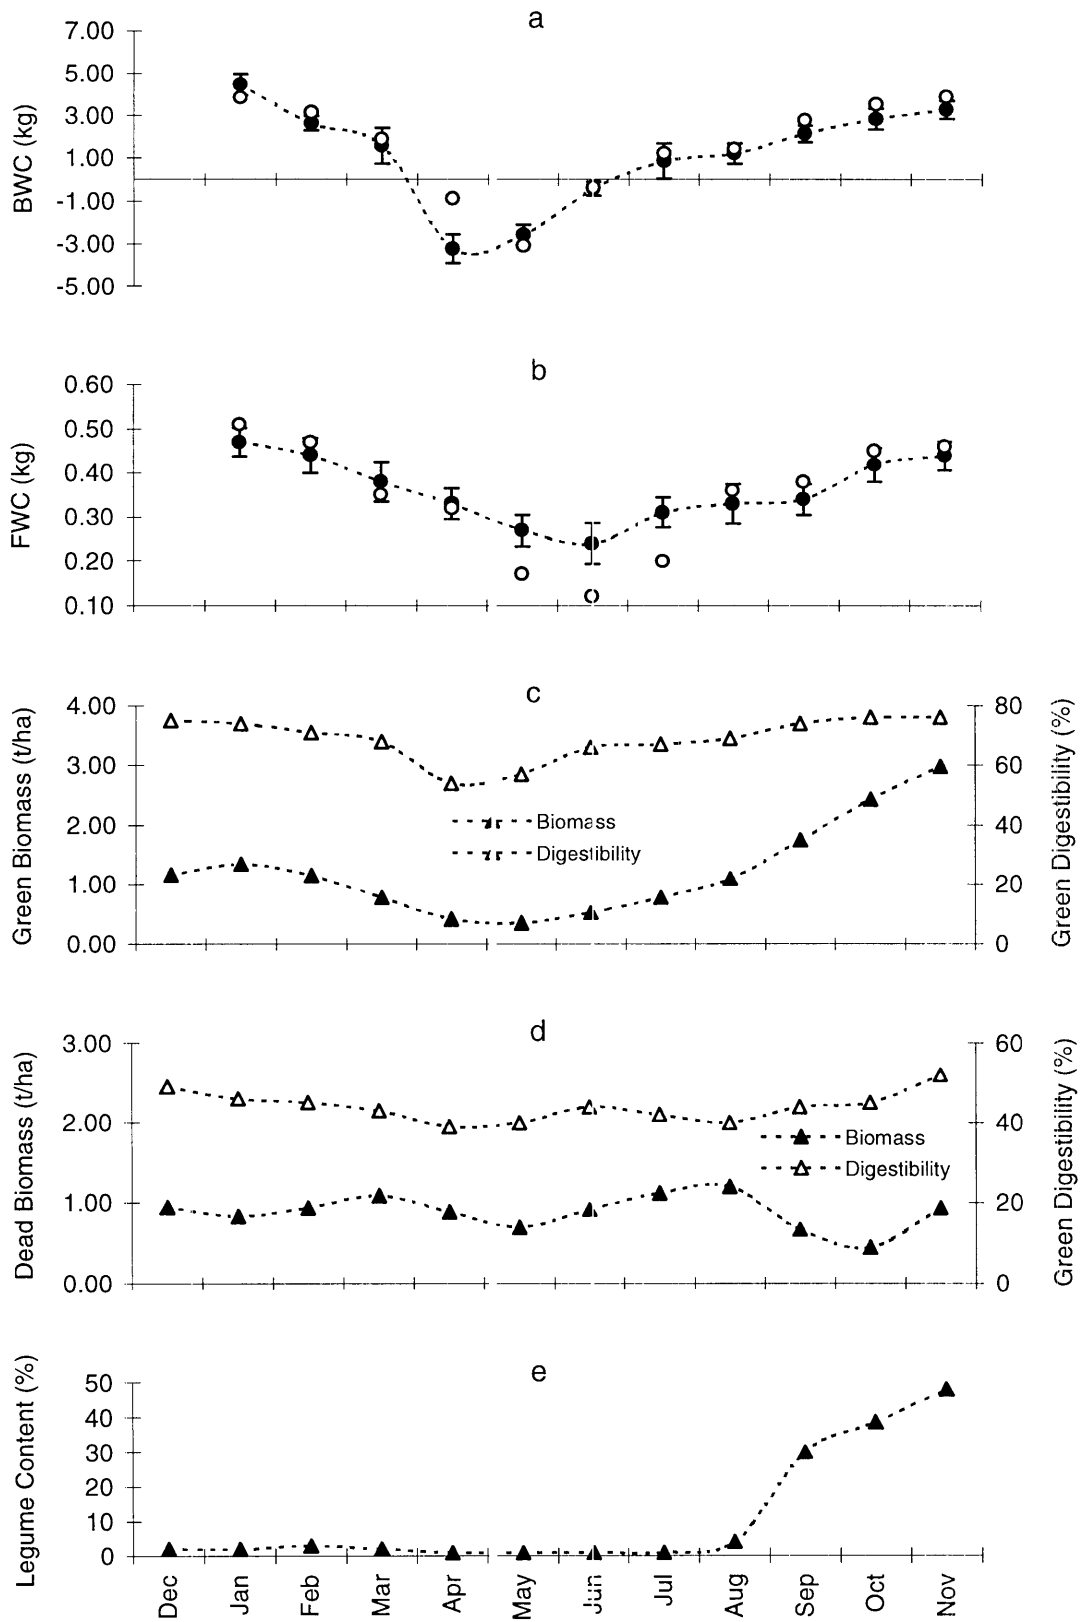 a
BWC (kg)
7.00
5.00
3.00
1.00
-1.00
-3.00
-5.00
b
FWC (kg)
0.60
0.50
0.40
0.30
0.20
0.10
c
Green Biomass (t/ha)
4.00
3.00
2.00
1.00
0.00
Biomass
Digestibility
80
60
40
20
0
Green Digestibility (%)
d
Dead Biomass (t/ha)
3.00
2.00
1.00
0.00
Biomass
Digestibility
60
40
20
0
Green Digestibility (%)
e
Legume Content (%)
50
40
30
20
10
0
Dec Jan Feb Mar Apr May Jun Jul Aug Sep Oct Nov